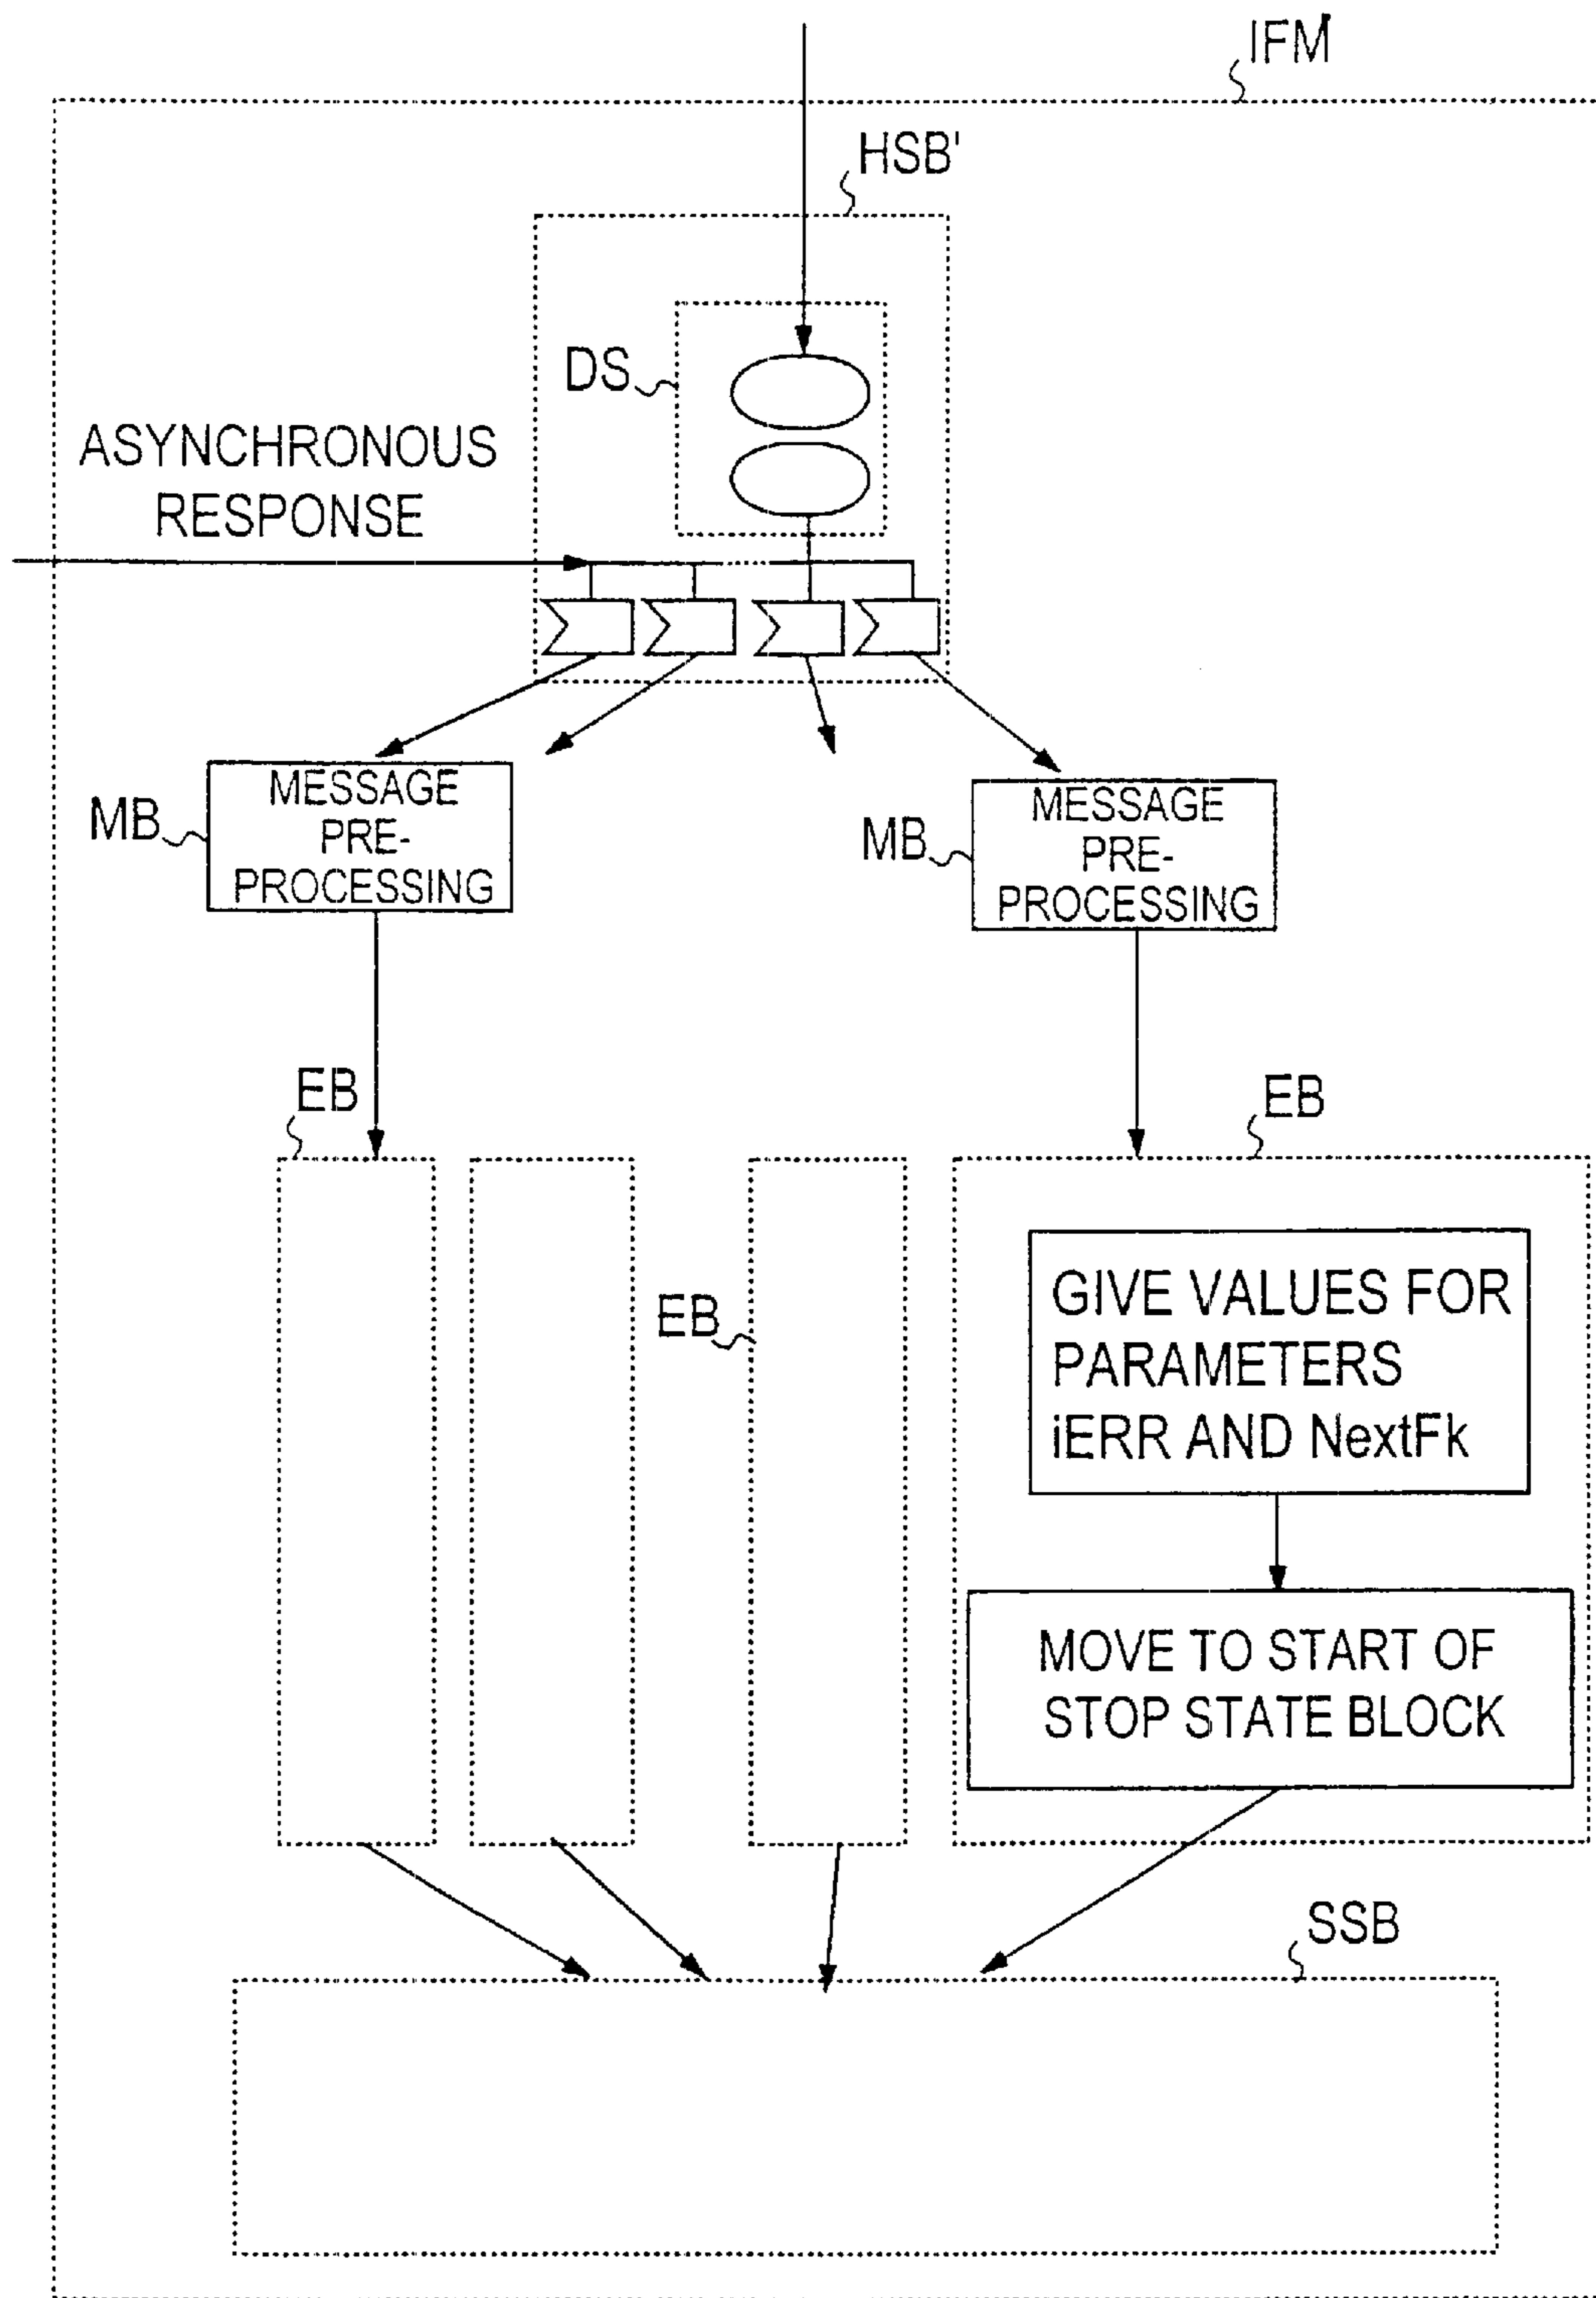 IFM
HSB'
DS
ASYNCHRONOUS
RESPONSE
MESSAGE
PRE-
PROCESSING
MB
MESSAGE
PRE-
PROCESSING
MB
EB
EB
EB
GIVE VALUES FOR
PARAMETERS
iERR AND NextFk
MOVE TO START OF
STOP STATE BLOCK
SSB